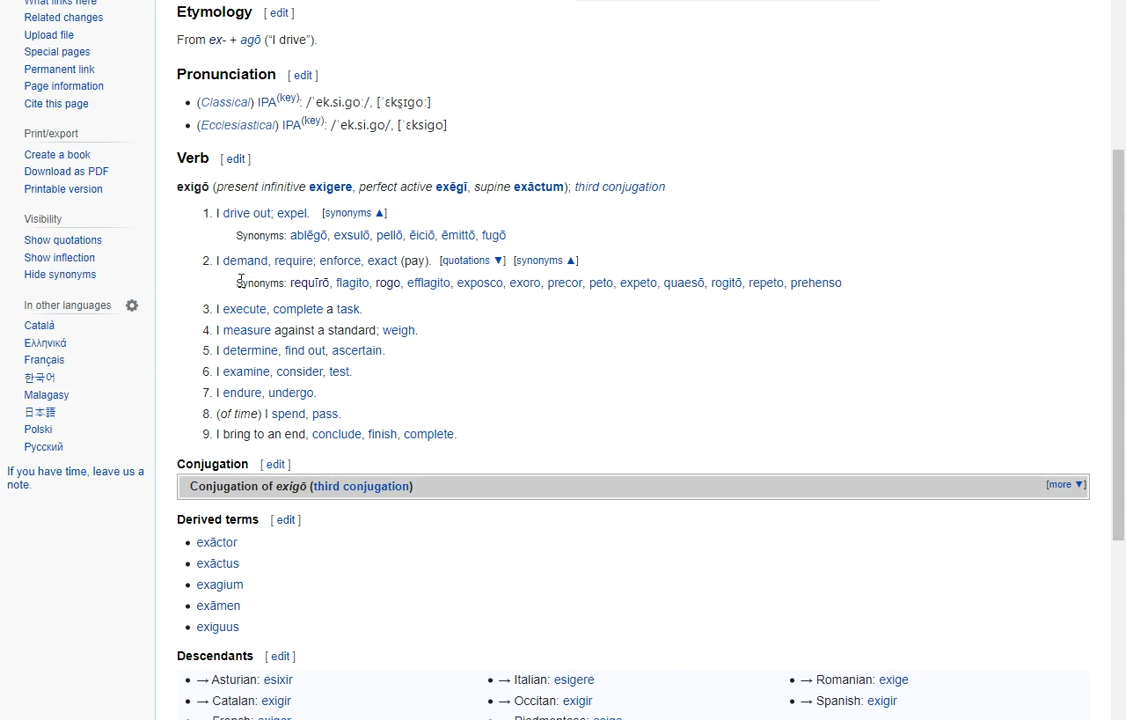 What links here
Related changes
Upload file
Special pages
Permanent link
Page information
Cite this page
Print/export
Create a book
Download as PDF
Printable version
Visibility
Show quotations
Show inflection
Hide synonyms
In other languages
Català
Ελληνικά
Français
한국어
Malagasy
日本語
Polski
Русский
If you have time, leave us a
note.
Etymology [ edit ]
From ex- + agō (“I drive”).
Pronunciation [ edit ]
• (Classical) IPA(key): /ˈek.si.ɡoː/, [ˈɛks̠ɪɡoː]
• (Ecclesiastical) IPA(key): /ˈek.si.ɡo/, [ˈɛksiɡo]
Verb [ edit ]
exigō (present infinitive exigere, perfect active exēgī, supine exāctum); third conjugation
1. I drive out; expel. [synonyms ▲]
Synonyms: ablēgō, exsulō, pellō, ēiciō, ēmittō, fugō
2. I demand, require; enforce, exact (pay). [quotations ▼] [synonyms ▲]
Synonyms: requīrō, flagito, rogo, efflagito, exposco, exoro, precor, peto, expeto, quaesō, rogitō, repeto, prehenso
3. I execute, complete a task.
4. I measure against a standard; weigh.
5. I determine, find out, ascertain.
6. I examine, consider, test.
7. I endure, undergo.
8. (of time) I spend, pass.
9. I bring to an end, conclude, finish, complete.
Conjugation [ edit ]
Conjugation of exigō (third conjugation) [more ▼]
Derived terms [ edit ]
• exāctor
• exāctus
• exagium
• exāmen
• exiguus
Descendants [ edit ]
• → Asturian: esixir
• → Catalan: exigir
• → French: exiger
• → Italian: esigere
• → Occitan: exigir
• → Piedmontese: esige
• → Romanian: exige
• → Spanish: exigir